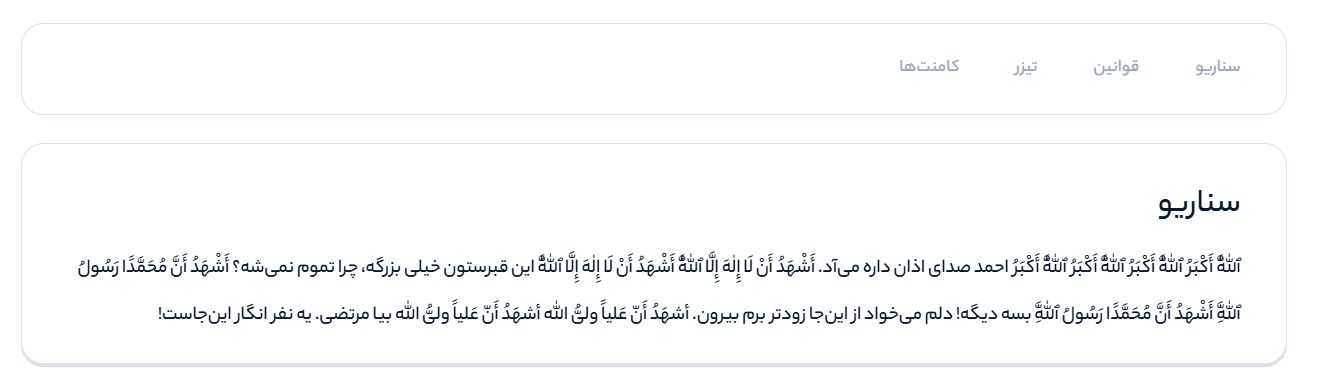 سناریو قوانین تیزر کامنت‌ها
سناریو
ٱللَّٰهُ أَكْبَرُ ٱللَّٰهُ أَكْبَرُ ٱللَّٰهُ أَكْبَرُ ٱللَّٰهُ أَكْبَرُ احمد صدای اذان داره می‌آد. أَشْهَدُ أَنْ لَا إِلٰهَ إِلَّا ٱللَّٰهُ أَشْهَدُ أَنْ لَا إِلٰهَ إِلَّا ٱللَّٰهُ این قبرستون خیلی بزرگه، چرا تموم نمی‌شه؟ أَشْهَدُ أَنَّ مُحَمَّدًا رَسُولُ
ٱللَّٰهِ أَشْهَدُ أَنَّ مُحَمَّدًا رَسُولُ ٱللَّٰهِ بسه دیگه! دلم می‌خواد از این‌جا زودتر برم بیرون. أشهَدُ أَنّ عَلیاً ولیُّ الله أشهَدُ أَنّ عَلیاً ولیُّ الله بیا مرتضی. یه نفر انگار این‌جاست!